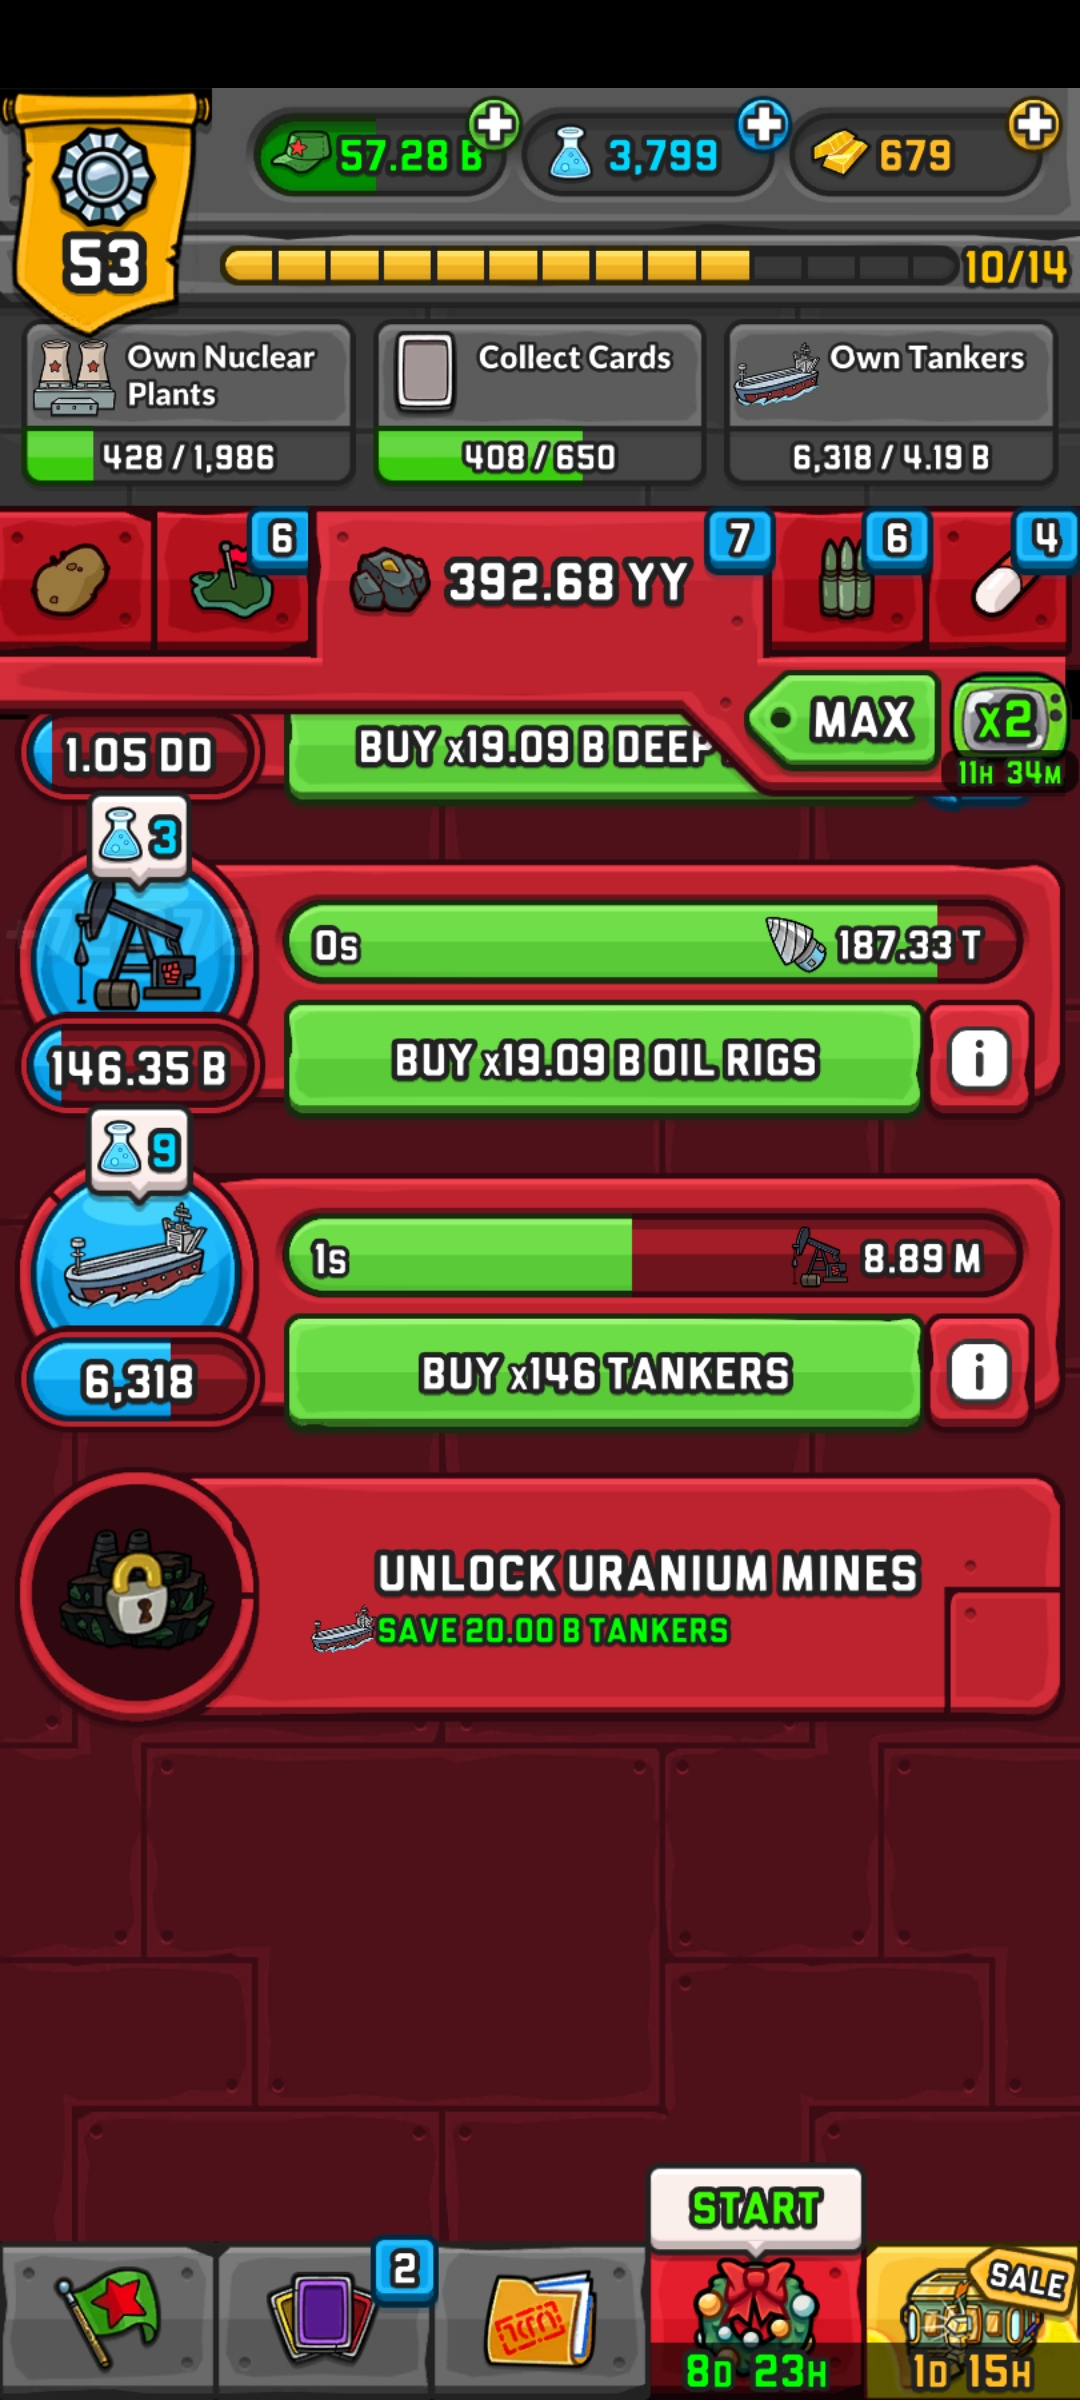 57.28 B
3,799
679
53
10/14
Own Nuclear
Plants
Collect Cards
Own Tankers
428 / 1,986
408 / 650
6,318 / 4.19 B
6
392.68 YY
7
6
4
MAX
x2
11H 34M
1.05 DD
BUY x19.09 B DEEP
3
0s
187.33 T
146.35 B
BUY x19.09 B OIL RIGS
i
9
1s
8.89 M
6,318
BUY x146 TANKERS
i
UNLOCK URANIUM MINES
SAVE 20.00 B TANKERS
START
2
SALE
8D 23H
1D 15H